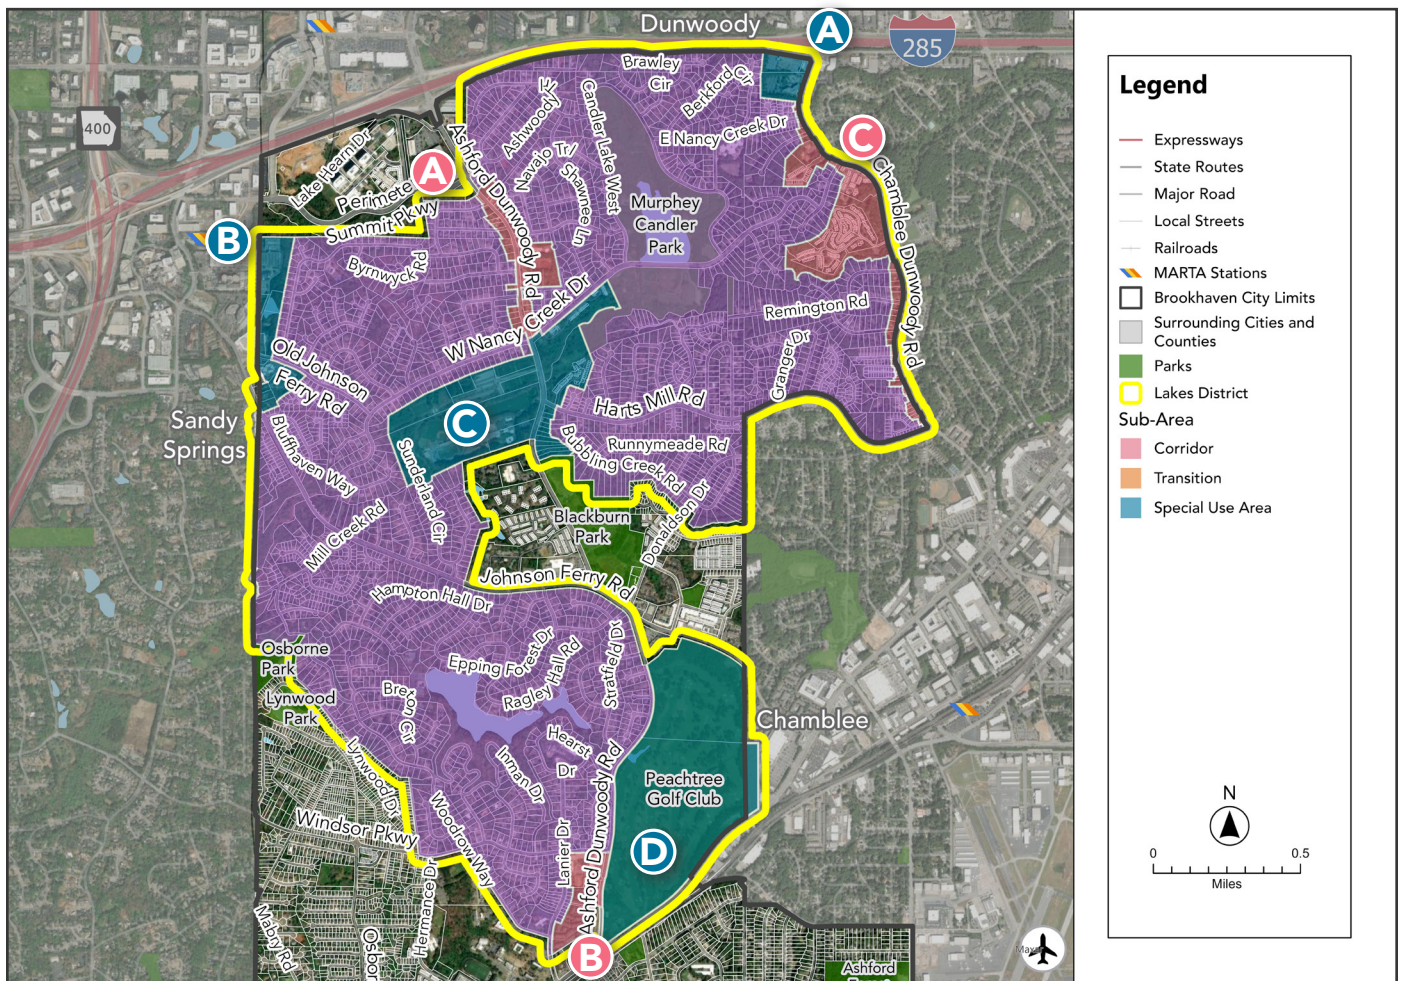 Dunwoody
A
285
400
Brawley
Cir
Berkford Cir
Ashwoody Tr
Candler Lake West
E Nancy Creek Dr
C
Lake Hearn Dr
A
Perimete
Summit Pkwy
Ashford Dunwoody Rd
Navajo Trl
Shawnee Ln
Murphey
Candler
Park
Chamblee Dunwoody Rd
B
Byrnwyck Rd
W Nancy Creek Dr
Remington Rd
Granger Dr
Old Johnson
Ferry Rd
Harts Mill Rd
Sandy
Springs
C
Bluffhaven Way
Sunderland Cir
Runnymeade Rd
Bubbling Creek Rd
Mill Creek Rd
Blackburn
Park
Donaldson Dr
Johnson Ferry Rd
Hampton Hall Dr
Osborne
Park
Lynwood
Park
Epping Forest Dr
Ragley Hall Rd
Stratfield Dr
Breton Cir
Chamblee
Hearst
Dr
Inman Dr
Peachtree
Golf Club
Lynwood Dr
Windsor Pkwy
Woodrow Way
Lanier Dr
Ashford Dunwoody Rd
D
Hermance Dr
Mabry Rd
Osbor
B
Ashford
Legend
Expressways
State Routes
Major Road
Local Streets
Railroads
MARTA Stations
Brookhaven City Limits
Surrounding Cities and
Counties
Parks
Lakes District
Sub-Area
Corridor
Transition
Special Use Area
N
0 0.5
Miles